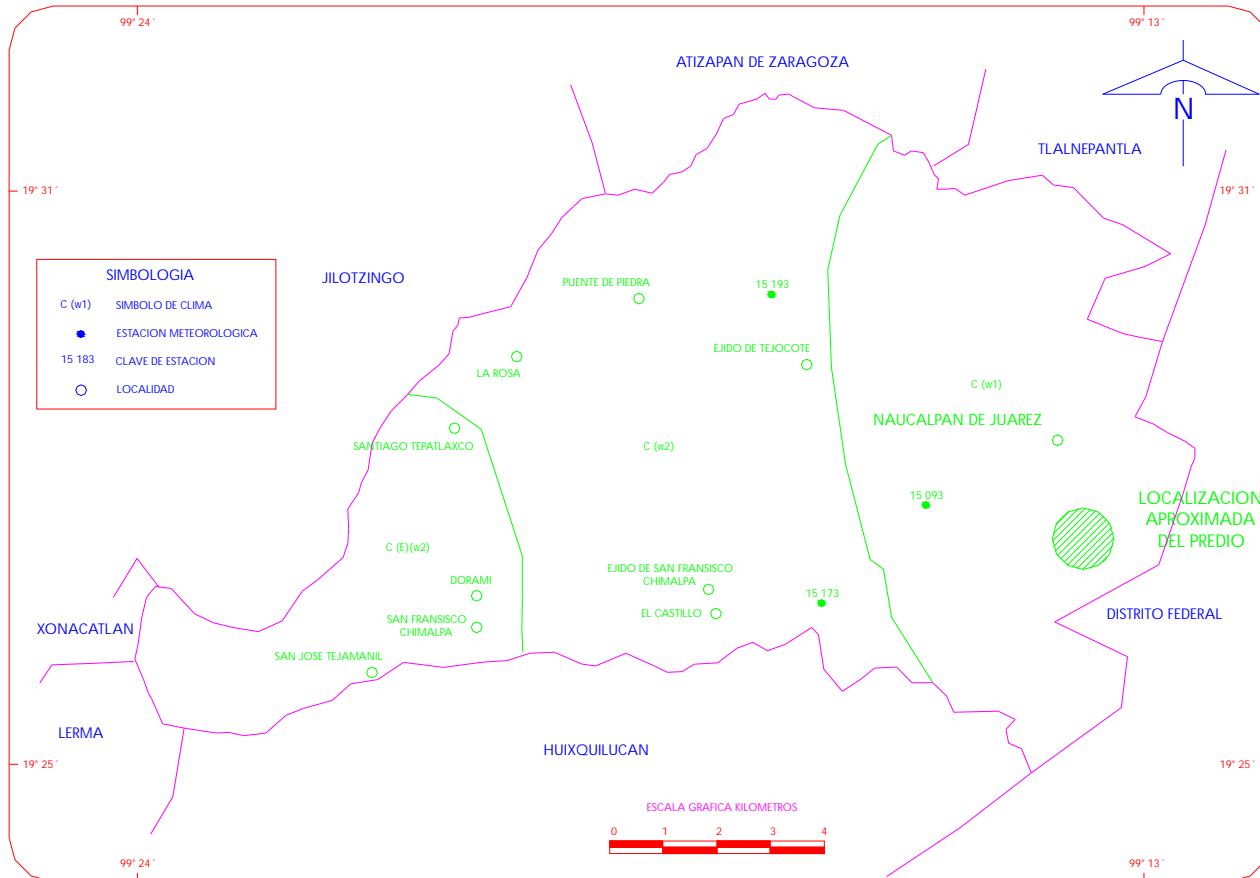 99° 24 ´
99° 13 ´
ATIZAPAN DE ZARAGOZA
N
TLALNEPANTLA
19° 31 ´
19° 31 ´
SIMBOLOGIA
C (w1) SIMBOLO DE CLIMA
ESTACION METEOROLOGICA
15 183 CLAVE DE ESTACION
LOCALIDAD
JILOTZINGO
PUENTE DE PIEDRA
15 193
EJIDO DE TEJOCOTE
LA ROSA
C (w1)
NAUCALPAN DE JUAREZ
SANTIAGO TEPATLAXCO
C (w2)
15 093
LOCALIZACION
APROXIMADA
DEL PREDIO
C (E)(w2)
DORAMI
EJIDO DE SAN FRANSISCO
CHIMALPA
15 173
EL CASTILLO
SAN FRANSISCO
CHIMALPA
DISTRITO FEDERAL
XONACATLAN
SAN JOSE TEJAMANIL
LERMA
HUIXQUILUCAN
19° 25 ´
19° 25 ´
ESCALA GRAFICA KILOMETROS
0 1 2 3 4
99° 24 ´
99° 13 ´